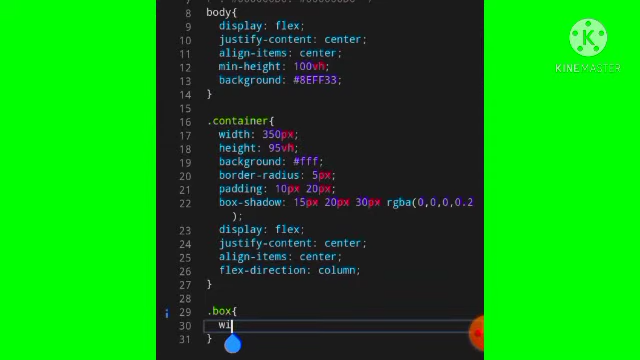 8 body{
9 display: flex;
10 justify-content: center;
11 align-items: center;
12 min-height: 100vh;
13 background: #8EFF33;
14 }
15
16 .container{
17 width: 350px;
18 height: 95vh;
19 background: #fff;
20 border-radius: 5px;
21 padding: 10px 20px;
22 box-shadow: 15px 20px 30px rgba(0,0,0,0.2
);
23 display: flex;
24 justify-content: center;
25 align-items: center;
26 flex-direction: column;
27 }
28
29 .box{
30 wi
31 }
KINEMASTER